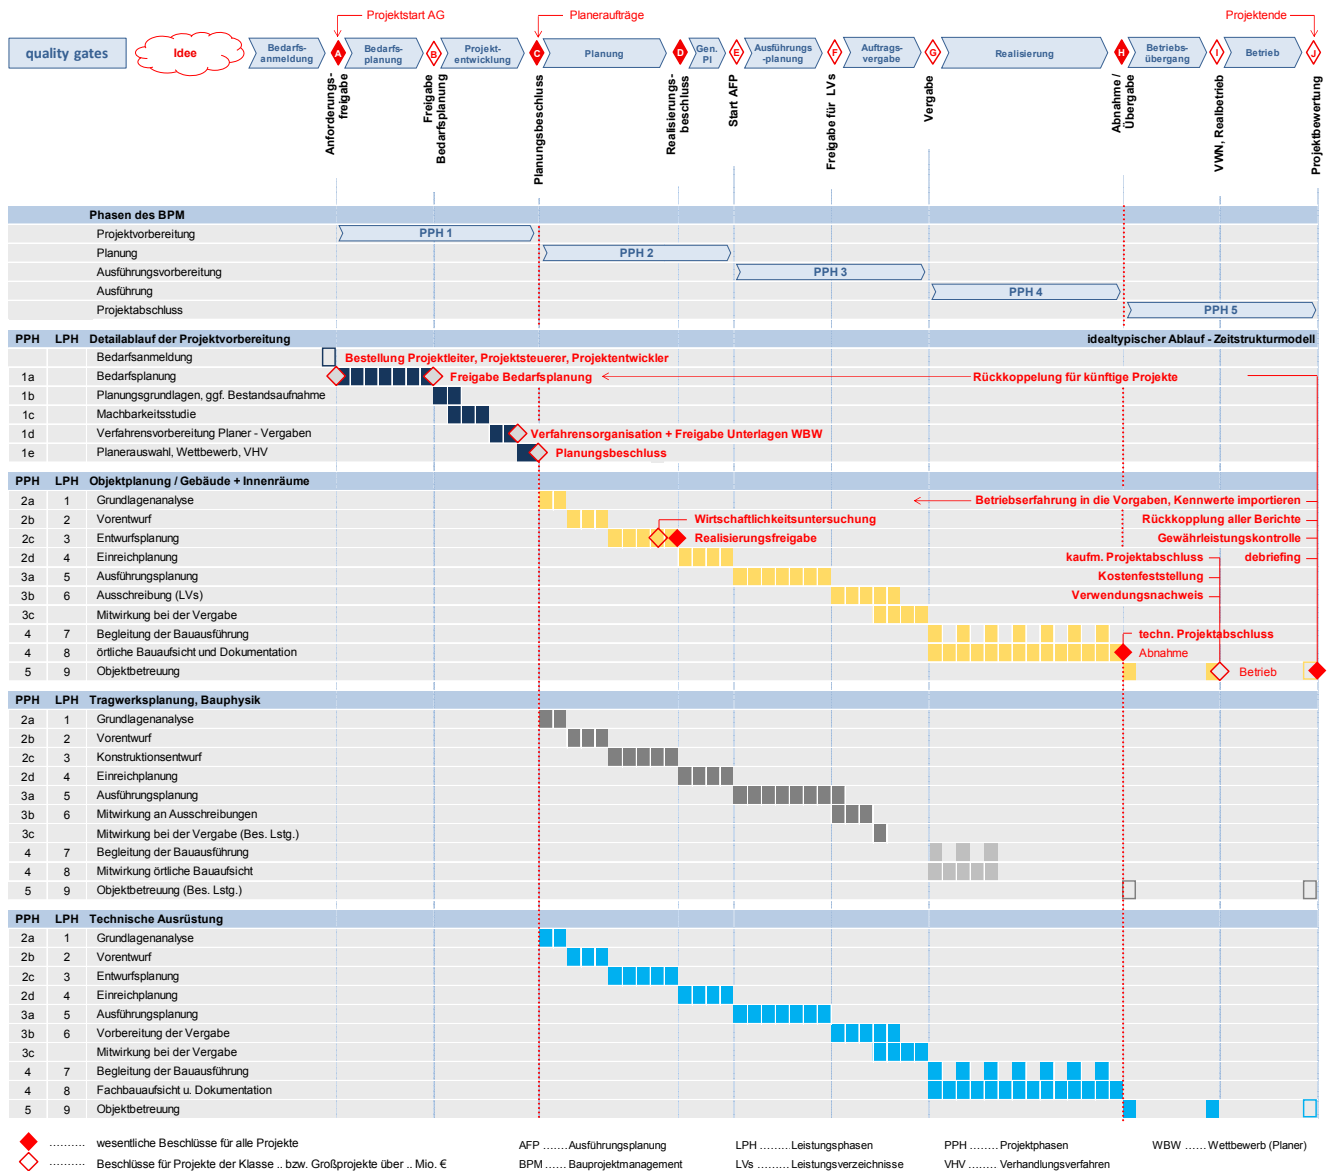 Projektstart AG
Planeraufträge
Projektende
quality gates
Idee
Bedarfs-
anmeldung
A
Bedarfs-
planung
B
Projekt-
entwicklung
C
Planung
D
Gen.
Pl
E
Ausführungs
-planung
F
Auftrags-
vergabe
G
Realisierung
H
Betriebs-
übergang
I
Betrieb
J
Anforderungs-
freigabe
Freigabe
Bedarfsplanung
Planungsbeschluss
Realisierungs-
beschluss
Start AFP
Freigabe für LVs
Vergabe
Abnahme /
Übergabe
VWN, Realbetrieb
Projektbewertung
Phasen des BPM
Projektvorbereitung PPH 1
Planung PPH 2
Ausführungsvorbereitung PPH 3
Ausführung PPH 4
Projektabschluss PPH 5
PPH LPH Detailablauf der Projektvorbereitung idealtypischer Ablauf - Zeitstrukturmodell
Bedarfsanmeldung Bestellung Projektleiter, Projektsteuerer, Projektentwickler
1a Bedarfsplanung Freigabe Bedarfsplanung Rückkoppelung für künftige Projekte
1b Planungsgrundlagen, ggf. Bestandsaufnahme
1c Machbarkeitsstudie
1d Verfahrensvorbereitung Planer - Vergaben Verfahrensorganisation + Freigabe Unterlagen WBW
1e Planerauswahl, Wettbewerb, VHV Planungsbeschluss
PPH LPH Objektplanung / Gebäude + Innenräume
2a 1 Grundlagenanalyse Betriebserfahrung in die Vorgaben, Kennwerte importieren
2b 2 Vorentwurf Wirtschaftlichkeitsuntersuchung Rückkopplung aller Berichte
2c 3 Entwurfsplanung Realisierungsfreigabe Gewährleistungskontrolle
2d 4 Einreichplanung kaufm. Projektabschluss debriefing
3a 5 Ausführungsplanung Kostenfeststellung
3b 6 Ausschreibung (LVs) Verwendungsnachweis
3c Mitwirkung bei der Vergabe
4 7 Begleitung der Bauausführung techn. Projektabschluss
4 8 örtliche Bauaufsicht und Dokumentation Abnahme
5 9 Objektbetreuung Betrieb
PPH LPH Tragwerksplanung, Bauphysik
2a 1 Grundlagenanalyse
2b 2 Vorentwurf
2c 3 Konstruktionsentwurf
2d 4 Einreichplanung
3a 5 Ausführungsplanung
3b 6 Mitwirkung an Ausschreibungen
3c Mitwirkung bei der Vergabe (Bes. Lstg.)
4 7 Begleitung der Bauausführung
4 8 Mitwirkung örtliche Bauaufsicht
5 9 Objektbetreuung (Bes. Lstg.)
PPH LPH Technische Ausrüstung
2a 1 Grundlagenanalyse
2b 2 Vorentwurf
2c 3 Entwurfsplanung
2d 4 Einreichplanung
3a 5 Ausführungsplanung
3b 6 Vorbereitung der Vergabe
3c Mitwirkung bei der Vergabe
4 7 Begleitung der Bauausführung
4 8 Fachbauaufsicht u. Dokumentation
5 9 Objektbetreuung
.......... wesentliche Beschlüsse für alle Projekte AFP ......Ausführungsplanung LPH ........Leistungsphasen PPH ........Projektphasen WBW .....Wettbewerb (Planer)
.......... Beschlüsse für Projekte der Klasse .. bzw. Großprojekte über .. Mio. € BPM ......Bauprojektmanagement LVs .........Leistungsverzeichnisse VHV ........Verhandlungsverfahren